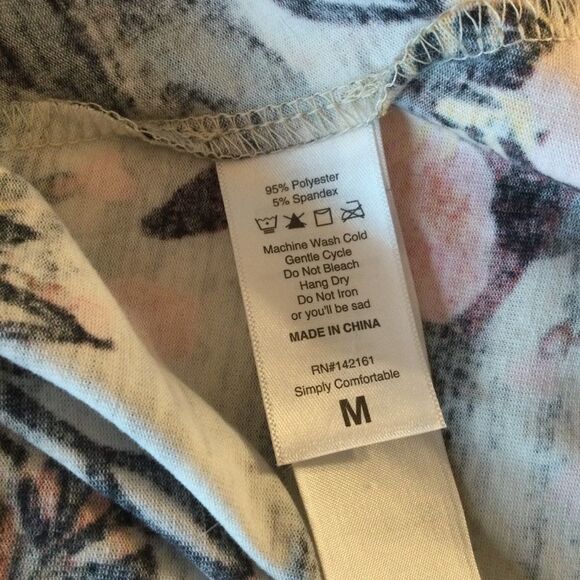 95% Polyester
5% Spandex
Machine Wash Cold
Gentle Cycle
Do Not Bleach
Hang Dry
Do Not Iron
or you'll be sad
MADE IN CHINA
RN#142161
Simply Comfortable
M